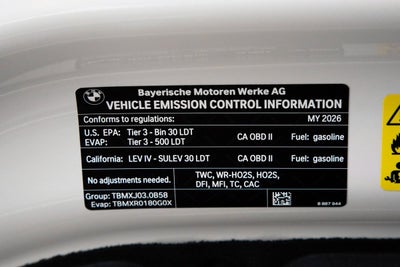 Bayerische Motoren Werke AG
VEHICLE EMISSION CONTROL INFORMATION
Conforms to regulations: MY 2026
U.S. EPA: Tier 3 - Bin 30 LDT CA OBD II Fuel: gasoline
EVAP: Tier 3 - 500 LDT
California: LEV IV - SULEV 30 LDT CA OBD II Fuel: gasoline
No adjustments needed. TWC, WR-HO2S, HO2S,
DFI, MFI, TC, CAC
Group: TBMXJ03.0B58
Evap: TBMXR0180G0X